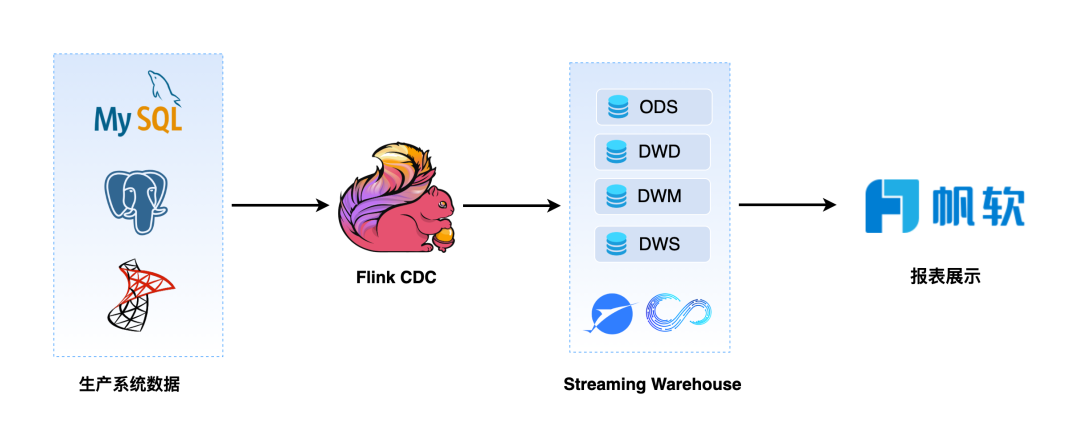 MySQL
生产系统数据
Flink CDC
ODS
DWD
DWM
DWS
Streaming Warehouse
帆软
报表展示